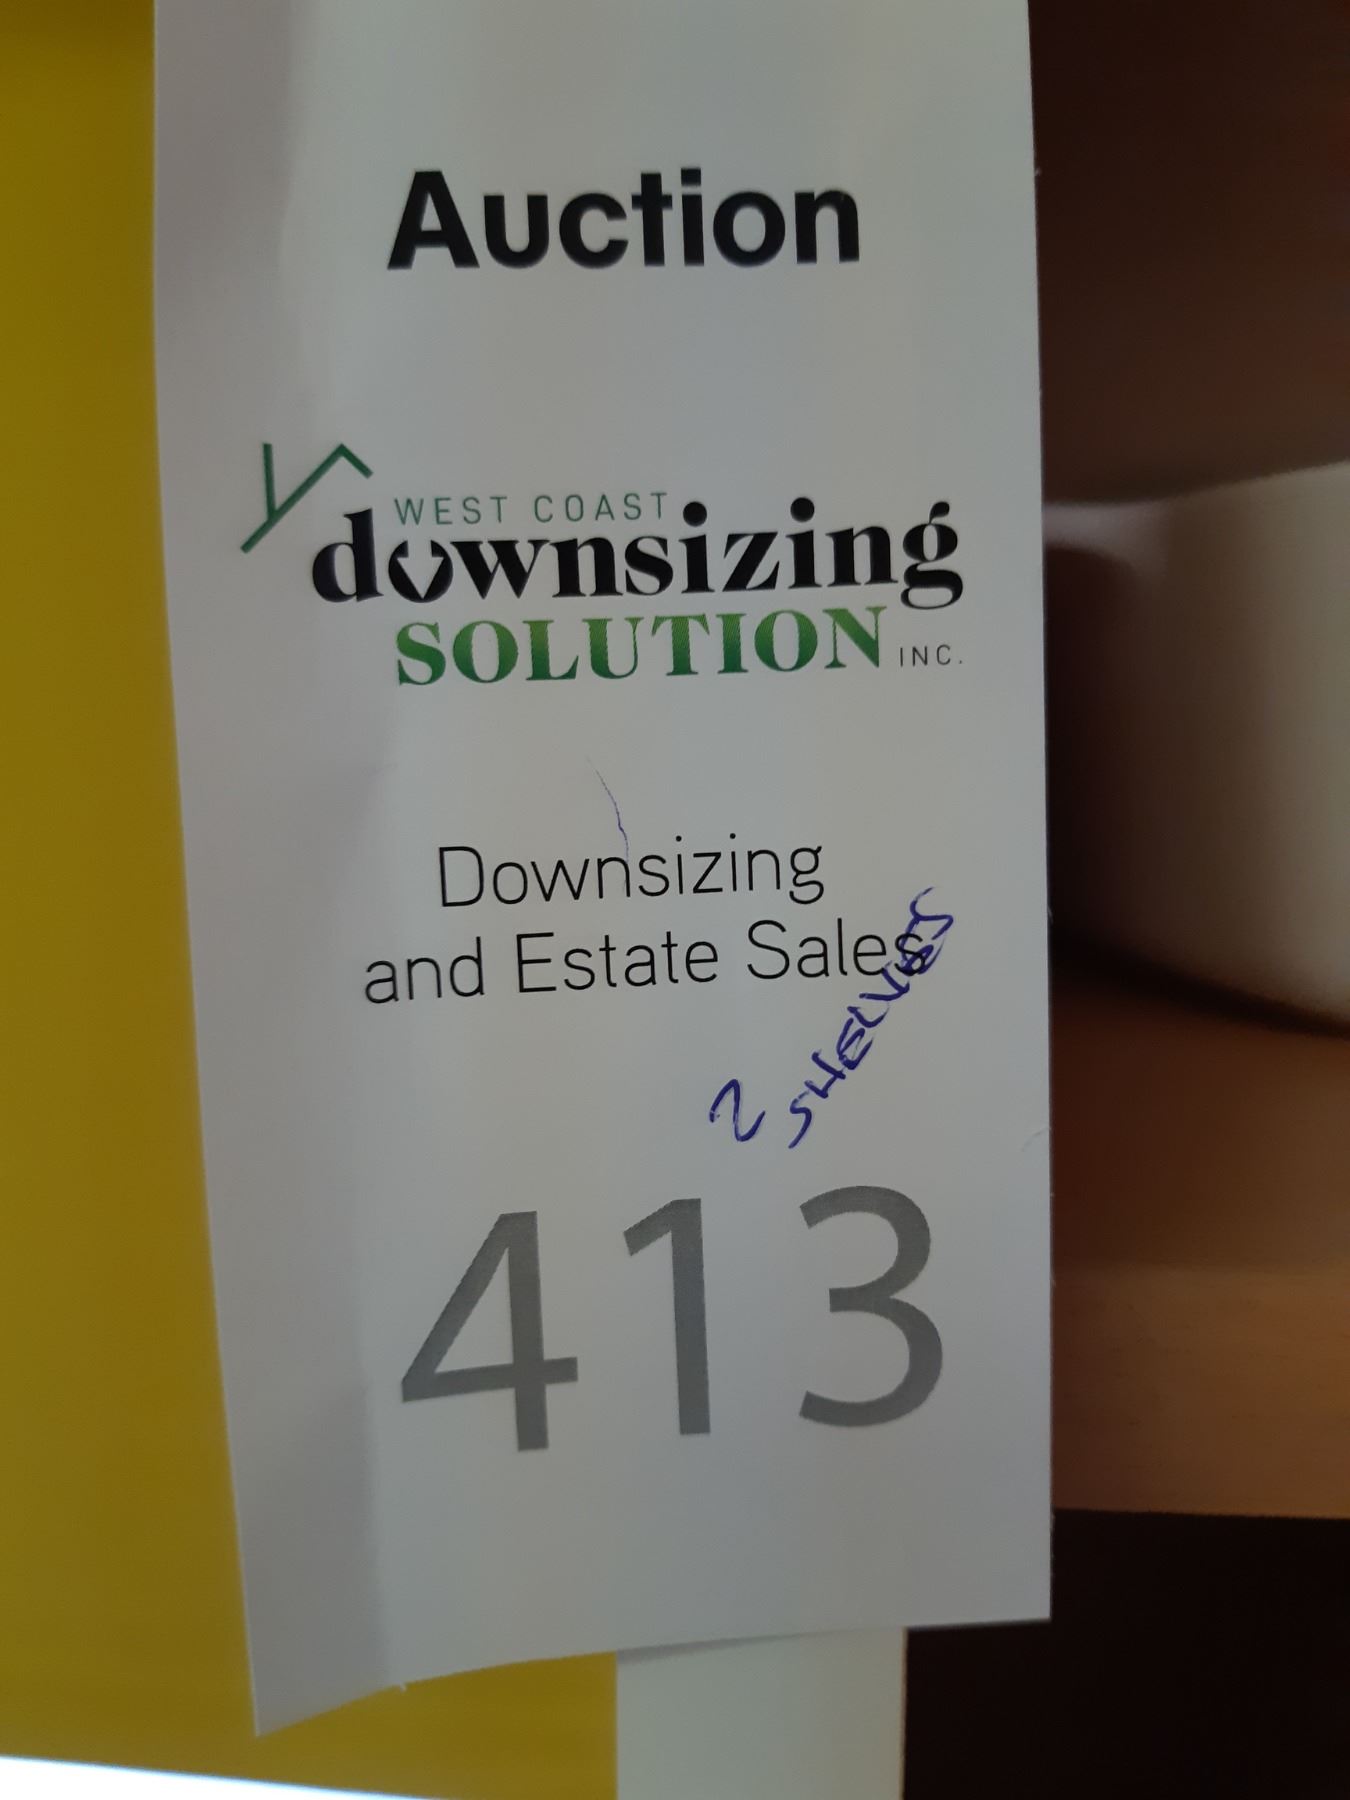 Auction
WEST COAST
downsizing
SOLUTION INC.
Downsizing
and Estate Sales
2 SHELVES
413